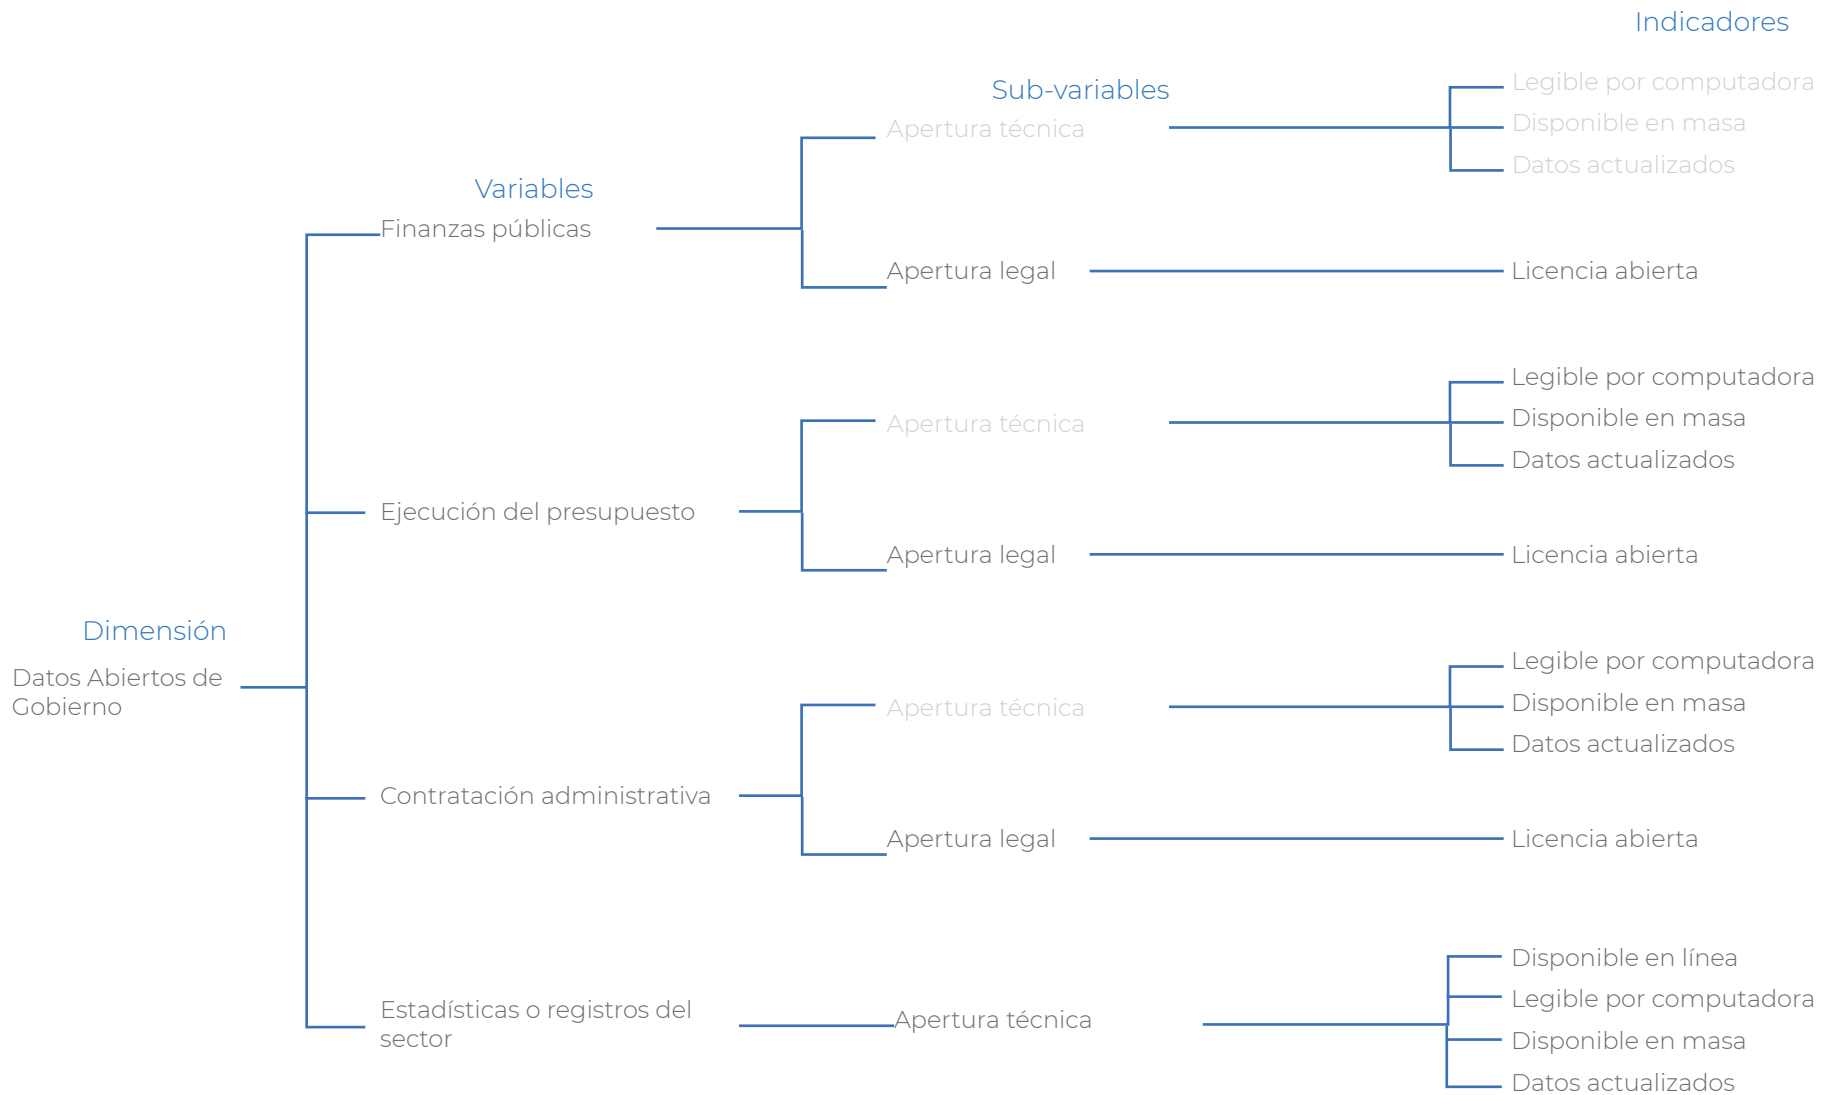 Indicadores
Sub-variables
Legible por computadora
Disponible en masa
Datos actualizados
Apertura técnica
Variables
Finanzas públicas
Apertura legal
Licencia abierta
Legible por computadora
Disponible en masa
Datos actualizados
Apertura técnica
Ejecución del presupuesto
Apertura legal
Licencia abierta
Dimensión
Datos Abiertos de
Gobierno
Legible por computadora
Disponible en masa
Datos actualizados
Apertura técnica
Contratación administrativa
Apertura legal
Licencia abierta
Estadísticas o registros del
sector
Apertura técnica
Disponible en línea
Legible por computadora
Disponible en masa
Datos actualizados